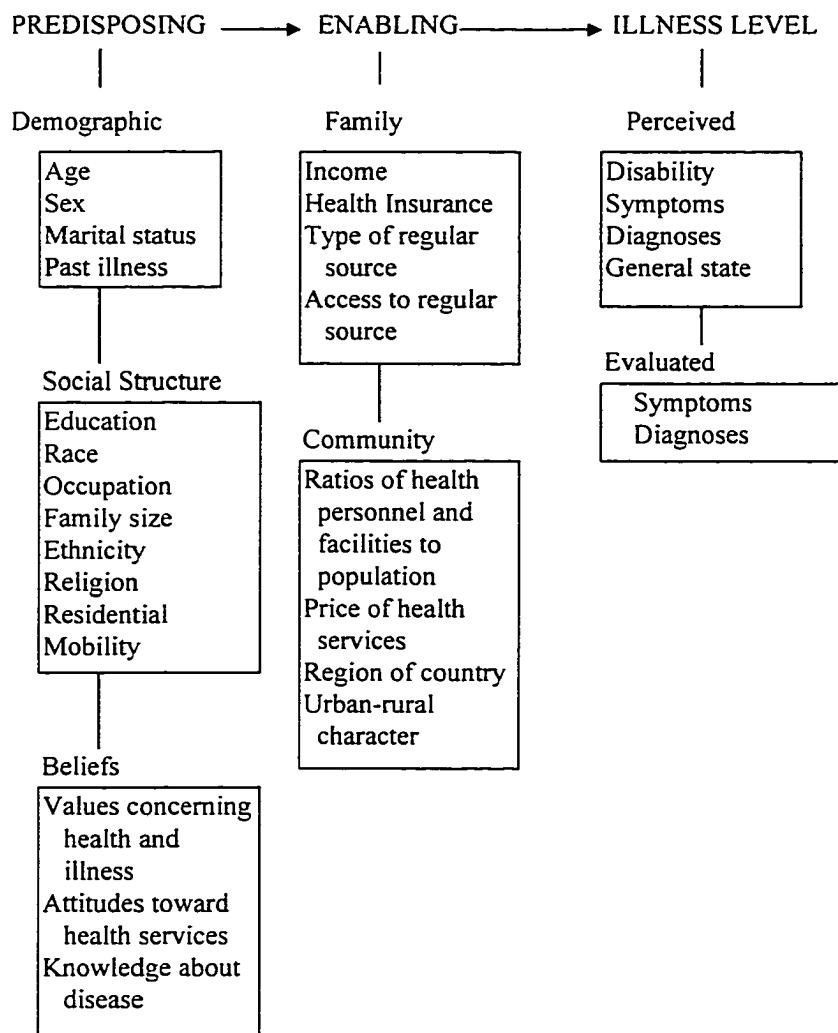 PREDISPOSING ENABLING ILLNESS LEVEL
Demographic
Age
Sex
Marital status
Past illness
Social Structure
Education
Race
Occupation
Family size
Ethnicity
Religion
Residential
Mobility
Beliefs
Values concerning
health and
illness
Attitudes toward
health services
Knowledge about
disease
Family
Income
Health Insurance
Type of regular
source
Access to regular
source
Community
Ratios of health
personnel and
facilities to
population
Price of health
services
Region of country
Urban-rural
character
Perceived
Disability
Symptoms
Diagnoses
General state
Evaluated
Symptoms
Diagnoses